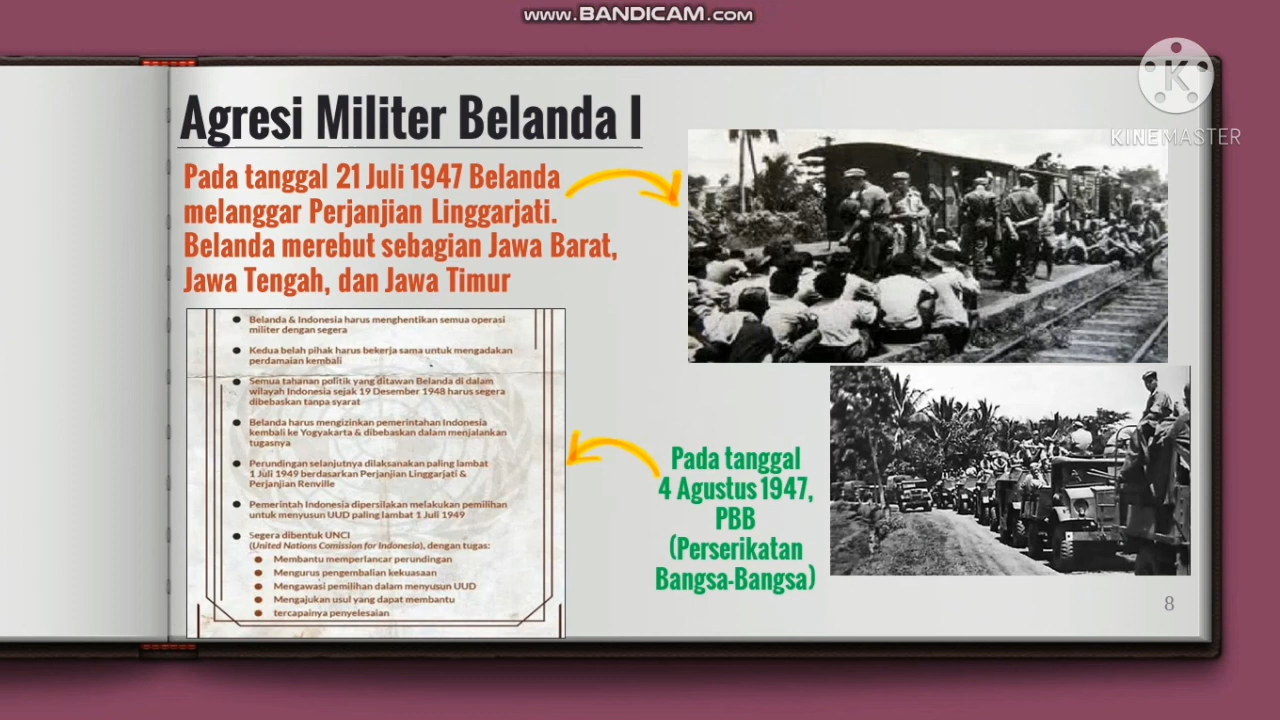 www.BANDICAM.com
KINEMASTER
Agresi Militer Belanda I
Pada tanggal 21 Juli 1947 Belanda
melanggar Perjanjian Linggarjati.
Belanda merebut sebagian Jawa Barat,
Jawa Tengah, dan Jawa Timur
Belanda & Indonesia harus menghentikan semua operasi
militer dengan segera
Kedua belah pihak harus bekerja sama untuk mengadakan
perdamaian kembali
Semua tahanan politik yang ditawan Belanda di dalam
wilayah Indonesia sejak 19 Desember 1948 harus segera
dibebaskan tanpa syarat
Belanda harus mengizinkan pemerintahan Indonesia
kembali ke Yogyakarta & dibebaskan dalam menjalankan
tugasnya
Perundingan selanjutnya dilaksanakan paling lambat
1 Juli 1949 berdasarkan Perjanjian Linggarjati &
Perjanjian Renville
Pemerintah Indonesia dipersilakan melakukan pemilihan
untuk menyusun UUD paling lambat 1 Juli 1949
Segera dibentuk UNCI
(United Nations Comission for Indonesia), dengan tugas:
Membantu memperlancar perundingan
Mengurus pengembalian kekuasaan
Mengawasi pemilihan dalam menyusun UUD
Mengajukan usul yang dapat membantu
tercapainya penyelesaian
Pada tanggal
4 Agustus 1947,
PBB
(Perserikatan
Bangsa-Bangsa)
8